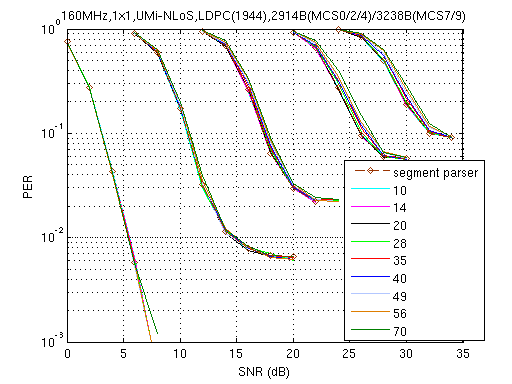 160MHz,1x1,UMi-NLoS,LDPC(1944),2914B(MCS0/2/4)/3238B(MCS7/9)
10^0
10^-1
10^-2
10^-3
PER
0 5 10 15 20 25 30 35
SNR (dB)
segment parser
10
14
20
28
35
40
49
56
70